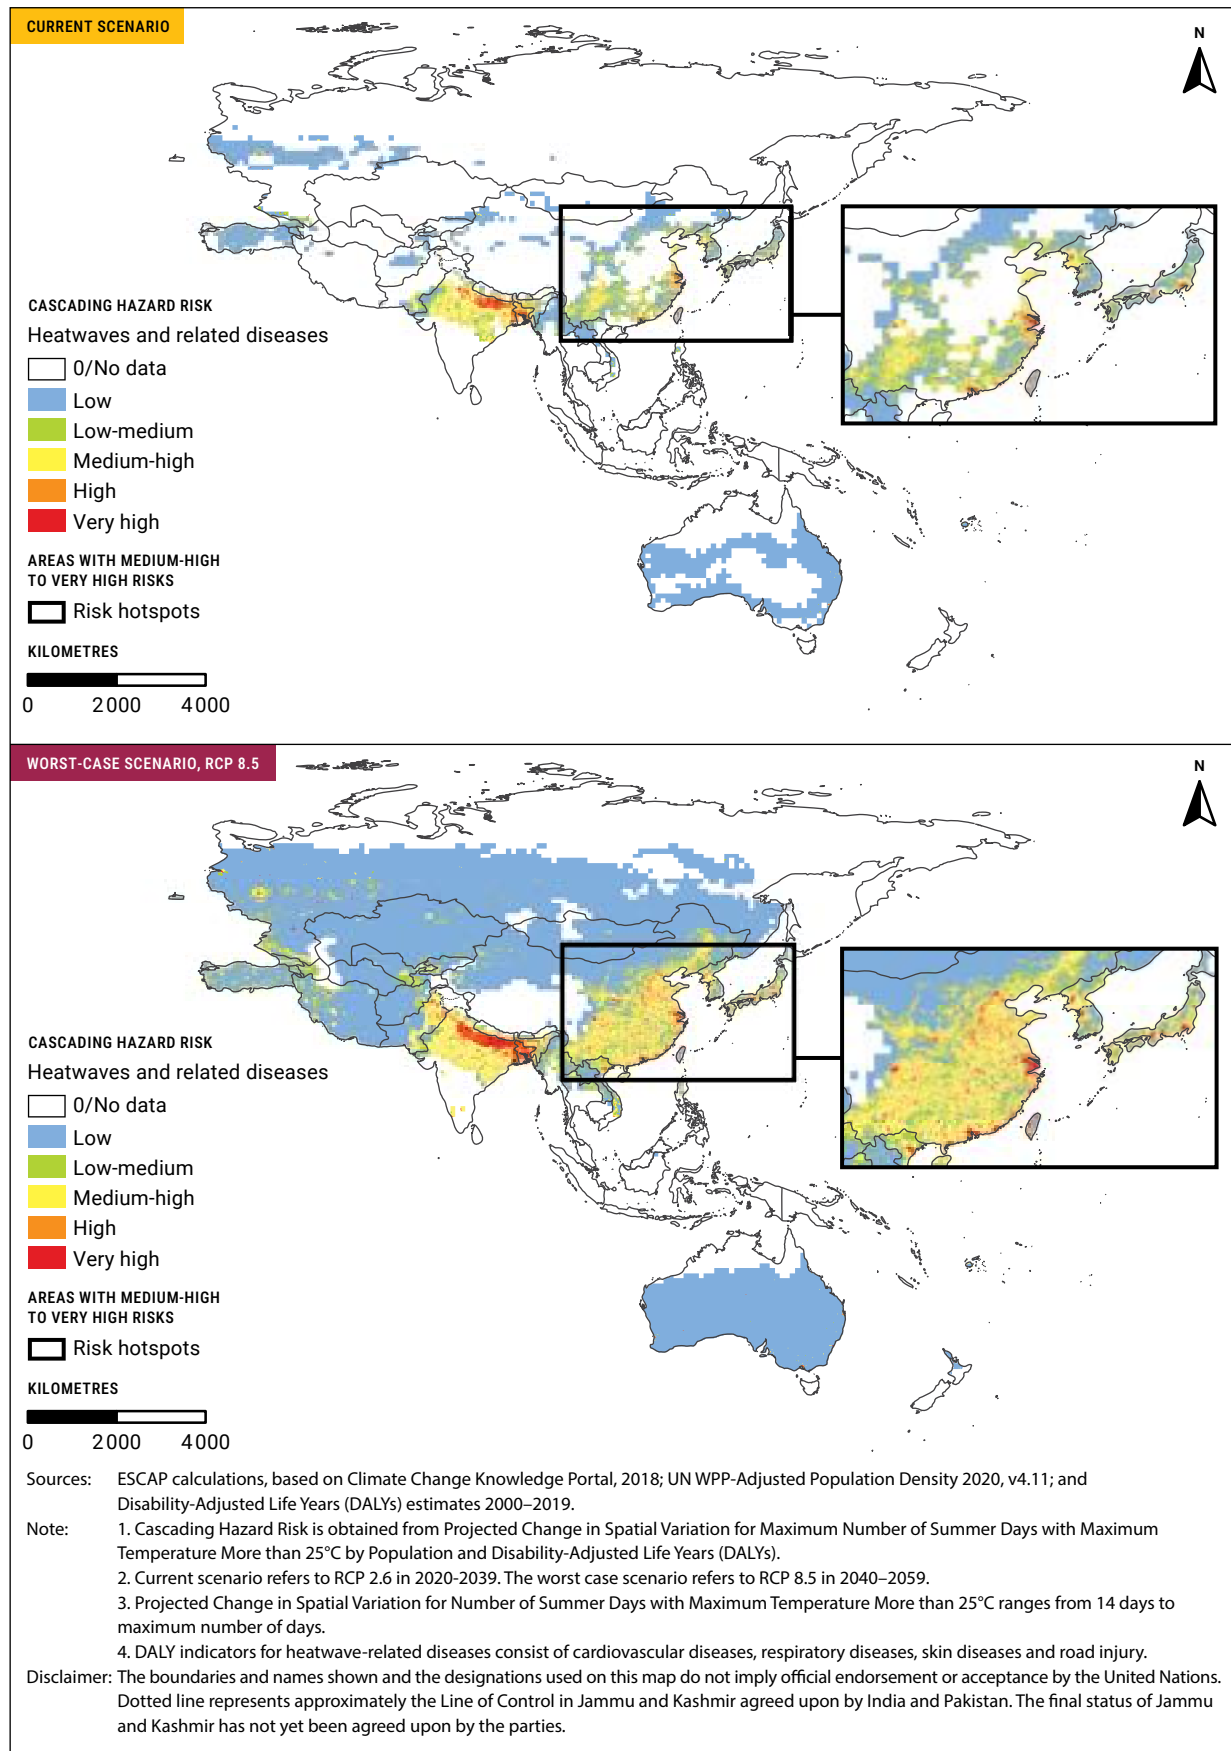 CURRENT SCENARIO
N
CASCADING HAZARD RISK
Heatwaves and related diseases
0/No data
Low
Low-medium
Medium-high
High
Very high
AREAS WITH MEDIUM-HIGH
TO VERY HIGH RISKS
Risk hotspots
KILOMETRES
0 2 000 4 000
WORST-CASE SCENARIO, RCP 8.5
N
CASCADING HAZARD RISK
Heatwaves and related diseases
0/No data
Low
Low-medium
Medium-high
High
Very high
AREAS WITH MEDIUM-HIGH
TO VERY HIGH RISKS
Risk hotspots
KILOMETRES
0 2 000 4 000
Sources: ESCAP calculations, based on Climate Change Knowledge Portal, 2018; UN WPP-Adjusted Population Density 2020, v4.11; and
Disability-Adjusted Life Years (DALYs) estimates 2000–2019.
Note: 1. Cascading Hazard Risk is obtained from Projected Change in Spatial Variation for Maximum Number of Summer Days with Maximum
Temperature More than 25°C by Population and Disability-Adjusted Life Years (DALYs).
2. Current scenario refers to RCP 2.6 in 2020-2039. The worst case scenario refers to RCP 8.5 in 2040–2059.
3. Projected Change in Spatial Variation for Number of Summer Days with Maximum Temperature More than 25°C ranges from 14 days to
maximum number of days.
4. DALY indicators for heatwave-related diseases consist of cardiovascular diseases, respiratory diseases, skin diseases and road injury.
Disclaimer: The boundaries and names shown and the designations used on this map do not imply official endorsement or acceptance by the United Nations.
Dotted line represents approximately the Line of Control in Jammu and Kashmir agreed upon by India and Pakistan. The final status of Jammu
and Kashmir has not yet been agreed upon by the parties.